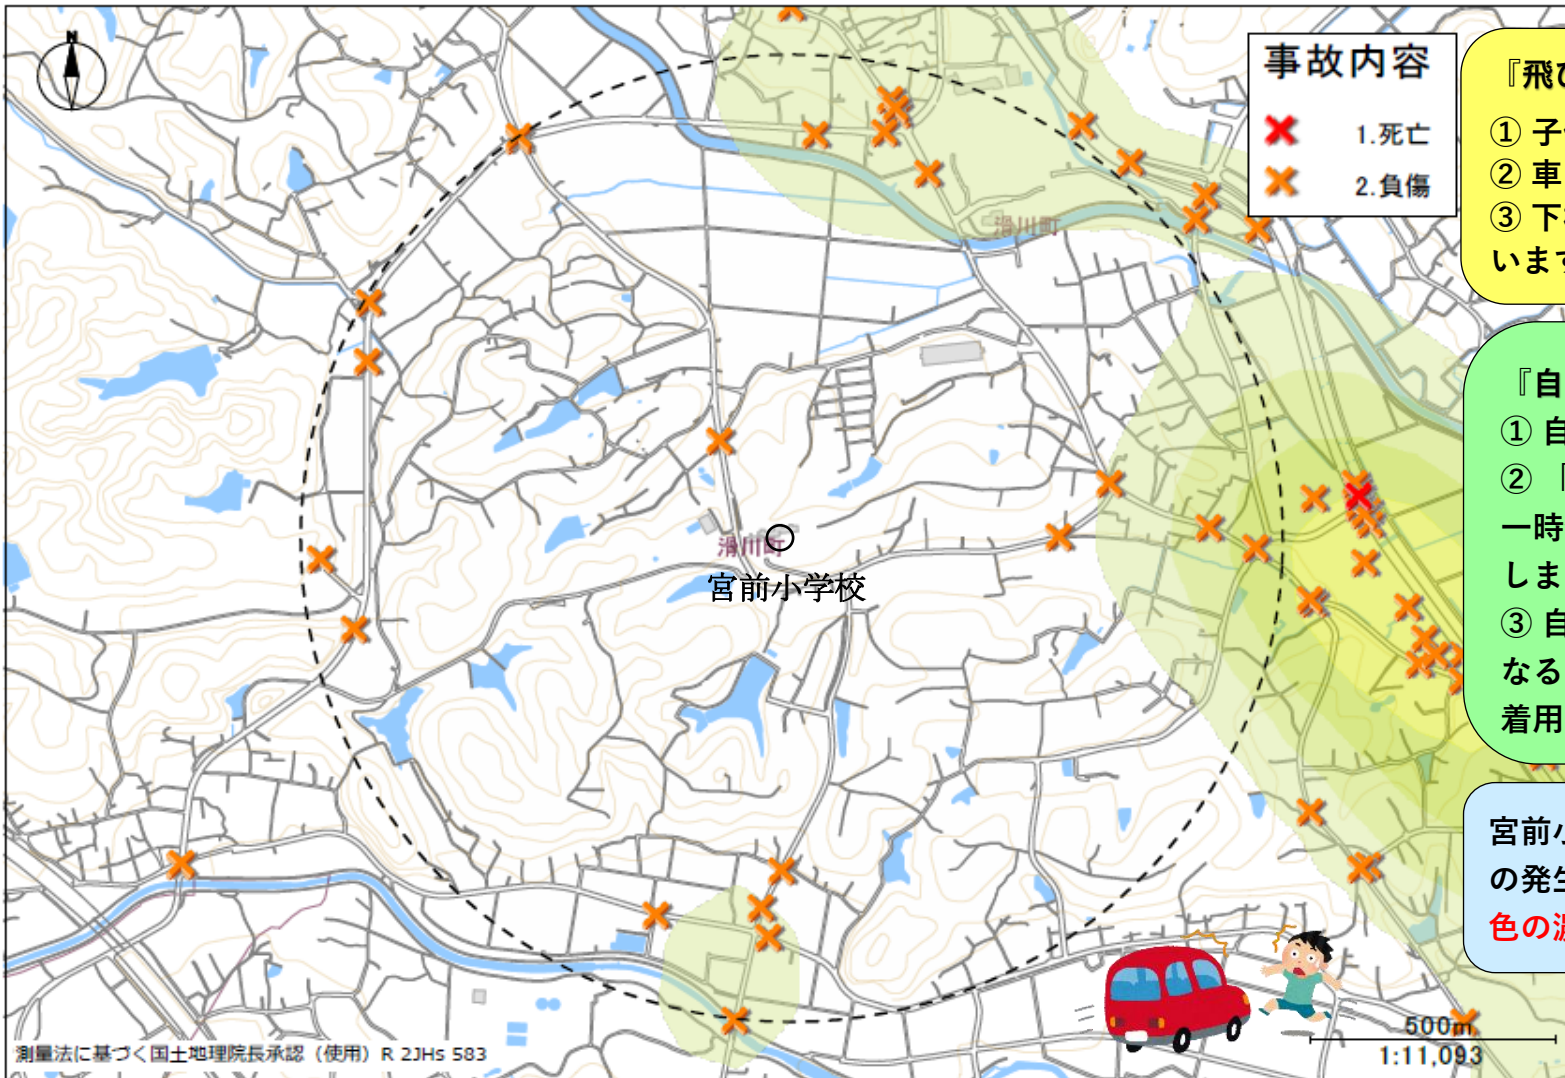 N
事故内容
1.死亡
2.負傷
『飛び
① 子
② 車
③ 下
います
滑川町
『自
① 自
② 『
一時
しま
③ 自
なる
着用
滑川町
宮前小学校
宮前小
の発生
色の濃
500m
1:11,093
測量法に基づく国土地理院長承認(使用)R 2JHs 583